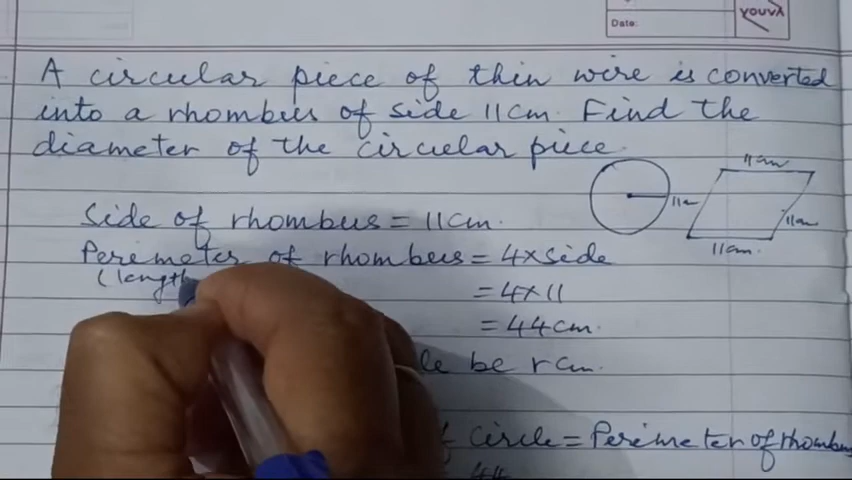 YOUVA
Date:
A circular piece of thin wire is converted
into a rhombus of side 11cm. Find the
diameter of the circular piece.
11cm
11cm
11cm
11cm
Side of rhombus = 11cm.
Perimeter of rhombus = 4×side
(length
= 4×11
= 44cm.
be r cm.
circle = Perimeter of rhombus
44